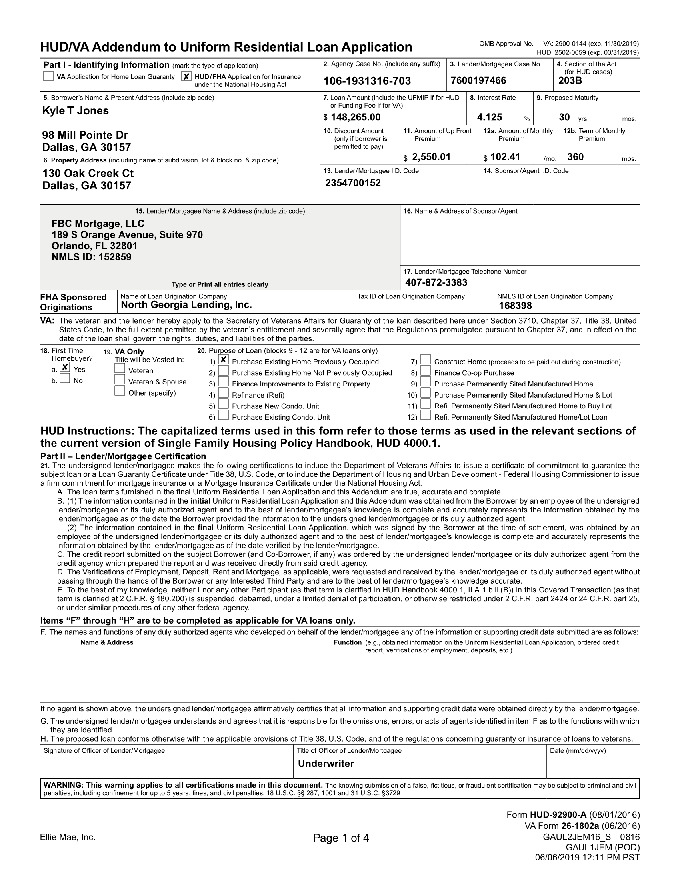 HUD/VA Addendum to Uniform Residential Loan Application
OMB Approval No. VA: 2900-0144 (exp. 11/30/2019)
HUD: 2502-0059 (exp. 03/31/2019)
Part I - Identifying Information (mark the type of application)
VA Application for Home Loan Guaranty X HUD/FHA Application for Insurance under the National Housing Act
2. Agency Case No. (include any suffix)
106-1931316-703
3. Lender/Mortgagee Case No.
7600197466
4. Section of the Act (for HUD cases)
203B
5. Borrower's Name & Present Address (include zip code)
Kyle T Jones
98 Mill Pointe Dr
Dallas, GA 30157
7. Loan Amount (include the UFMIP if for HUD or Funding Fee if for VA)
$ 148,265.00
8. Interest Rate
4.125 %
9. Proposed Maturity
30 yrs mos.
10. Discount Amount (only if borrower is permitted to pay)
11. Amount of Up Front Premium
$ 2,550.01
12a. Amount of Monthly Premium
$ 102.41 /mo.
12b. Term of Monthly Premium
360 mos.
6. Property Address (including name of subdivision, lot & block no. & zip code)
130 Oak Creek Ct
Dallas, GA 30157
13. Lender/Mortgagee I.D. Code
2354700152
14. Sponsor/Agent I.D. Code
15. Lender/Mortgagee Name & Address (include zip code)
FBC Mortgage, LLC
189 S Orange Avenue, Suite 970
Orlando, FL 32801
NMLS ID: 152859
Type or Print all entries clearly
16. Name & Address of Sponsor/Agent
17. Lender/Mortgagee Telephone Number
407-872-3383
FHA Sponsored Originations
Name of Loan Origination Company
North Georgia Lending, Inc.
Tax ID of Loan Origination Company
NMLS ID of Loan Origination Company
168398
VA: The veteran and the lender hereby apply to the Secretary of Veterans Affairs for Guaranty of the loan described here under Section 3710, Chapter 37, Title 38, United
States Code, to the full extent permitted by the veteran's entitlement and severally agree that the Regulations promulgated pursuant to Chapter 37, and in effect on the
date of the loan shall govern the rights, duties, and liabilities of the parties.
18. First Time Homebuyer?
a. X Yes
b. No
19. VA Only
Title will be Vested in:
Veteran
Veteran & Spouse
Other (specify)
20. Purpose of Loan (blocks 9 - 12 are for VA loans only)
1) X Purchase Existing Home Previously Occupied
2) Purchase Existing Home Not Previously Occupied
3) Finance Improvements to Existing Property
4) Refinance (Refi)
5) Purchase New Condo. Unit
6) Purchase Existing Condo. Unit
7) Construct Home (proceeds to be paid out during construction)
8) Finance Co-op Purchase
9) Purchase Permanently Sited Manufactured Home
10) Purchase Permanently Sited Manufactured Home & Lot
11) Refi. Permanently Sited Manufactured Home to Buy Lot
12) Refi. Permanently Sited Manufactured Home/Lot Loan
HUD Instructions: The capitalized terms used in this form refer to those terms as used in the relevant sections of
the current version of Single Family Housing Policy Handbook, HUD 4000.1.
Part II – Lender/Mortgagee Certification
21. The undersigned lender/mortgagee makes the following certifications to induce the Department of Veterans Affairs to issue a certificate of commitment to guarantee the
subject loan or a Loan Guaranty Certificate under Title 38, U.S. Code, or to induce the Department of Housing and Urban Development - Federal Housing Commissioner to issue
a firm commitment for mortgage insurance or a Mortgage Insurance Certificate under the National Housing Act.
A. The loan terms furnished in the final Uniform Residential Loan Application and this Addendum are true, accurate and complete.
B. (1) The information contained in the initial Uniform Residential Loan Application and this Addendum was obtained from the Borrower by an employee of the undersigned
lender/mortgagee or its duly authorized agent and to the best of lender/mortgagee's knowledge is complete and accurately represents the information obtained by the
lender/mortgagee as of the date the Borrower provided the information to the undersigned lender/mortgagee or its duly authorized agent.
(2) The information contained in the final Uniform Residential Loan Application, which was signed by the Borrower at the time of settlement, was obtained by an
employee of the undersigned lender/mortgagee or its duly authorized agent and to the best of lender/mortgagee's knowledge is complete and accurately represents the
information obtained by the lender/mortgagee as of the date verified by the lender/mortgagee.
C. The credit report submitted on the subject Borrower (and Co-Borrower, if any) was ordered by the undersigned lender/mortgagee or its duly authorized agent from the
credit agency which prepared the report and was received directly from said credit agency.
D. The Verifications of Employment, Deposit, Rent and Mortgage, as applicable, were requested and received by the lender/mortgagee or its duly authorized agent without
passing through the hands of the Borrower or any Interested Third Party and are to the best of lender/mortgagee's knowledge accurate.
E. To the best of my knowledge, neither I nor any other Participant (as that term is clarified in HUD Handbook 4000.1, II.A.1.b.ii.(B)) in this Covered Transaction (as that
term is clarified at 2 C.F.R. § 180.200) is suspended, debarred, under a limited denial of participation, or otherwise restricted under 2 C.F.R. part 2424 or 24 C.F.R. part 25,
or under similar procedures of any other federal agency.
Items "F" through "H" are to be completed as applicable for VA loans only.
F. The names and functions of any duly authorized agents who developed on behalf of the lender/mortgagee any of the information or supporting credit data submitted are as follows:
Name & Address
Function (e.g., obtained information on the Uniform Residential Loan Application, ordered credit
report, verifications of employment, deposits, etc.)
If no agent is shown above, the undersigned lender/mortgagee affirmatively certifies that all information and supporting credit data were obtained directly by the lender/mortgagee.
G. The undersigned lender/mortgagee understands and agrees that it is responsible for the omissions, errors, or acts of agents identified in item F as to the functions with which
they are identified.
H. The proposed loan conforms otherwise with the applicable provisions of Title 38, U.S. Code, and of the regulations concerning guaranty or insurance of loans to veterans.
Signature of Officer of Lender/Mortgagee
Title of Officer of Lender/Mortgagee
Underwriter
Date (mm/dd/yyyy)
WARNING: This warning applies to all certifications made in this document. The knowing submission of a false, fictitious, or fraudulent certification may be subject to criminal and civil
penalties, including confinement for up to 5 years, fines, and civil penalties. 18 U.S.C. §§ 287, 1001 and 31 U.S.C. §3729
Form HUD-92900-A (08/01/2016)
VA Form 26-1802a (06/2016)
Ellie Mae, Inc.
Page 1 of 4
GAUL2JEM16_S 0816
GAUL1JEM (POD)
06/06/2019 12:11 PM PST